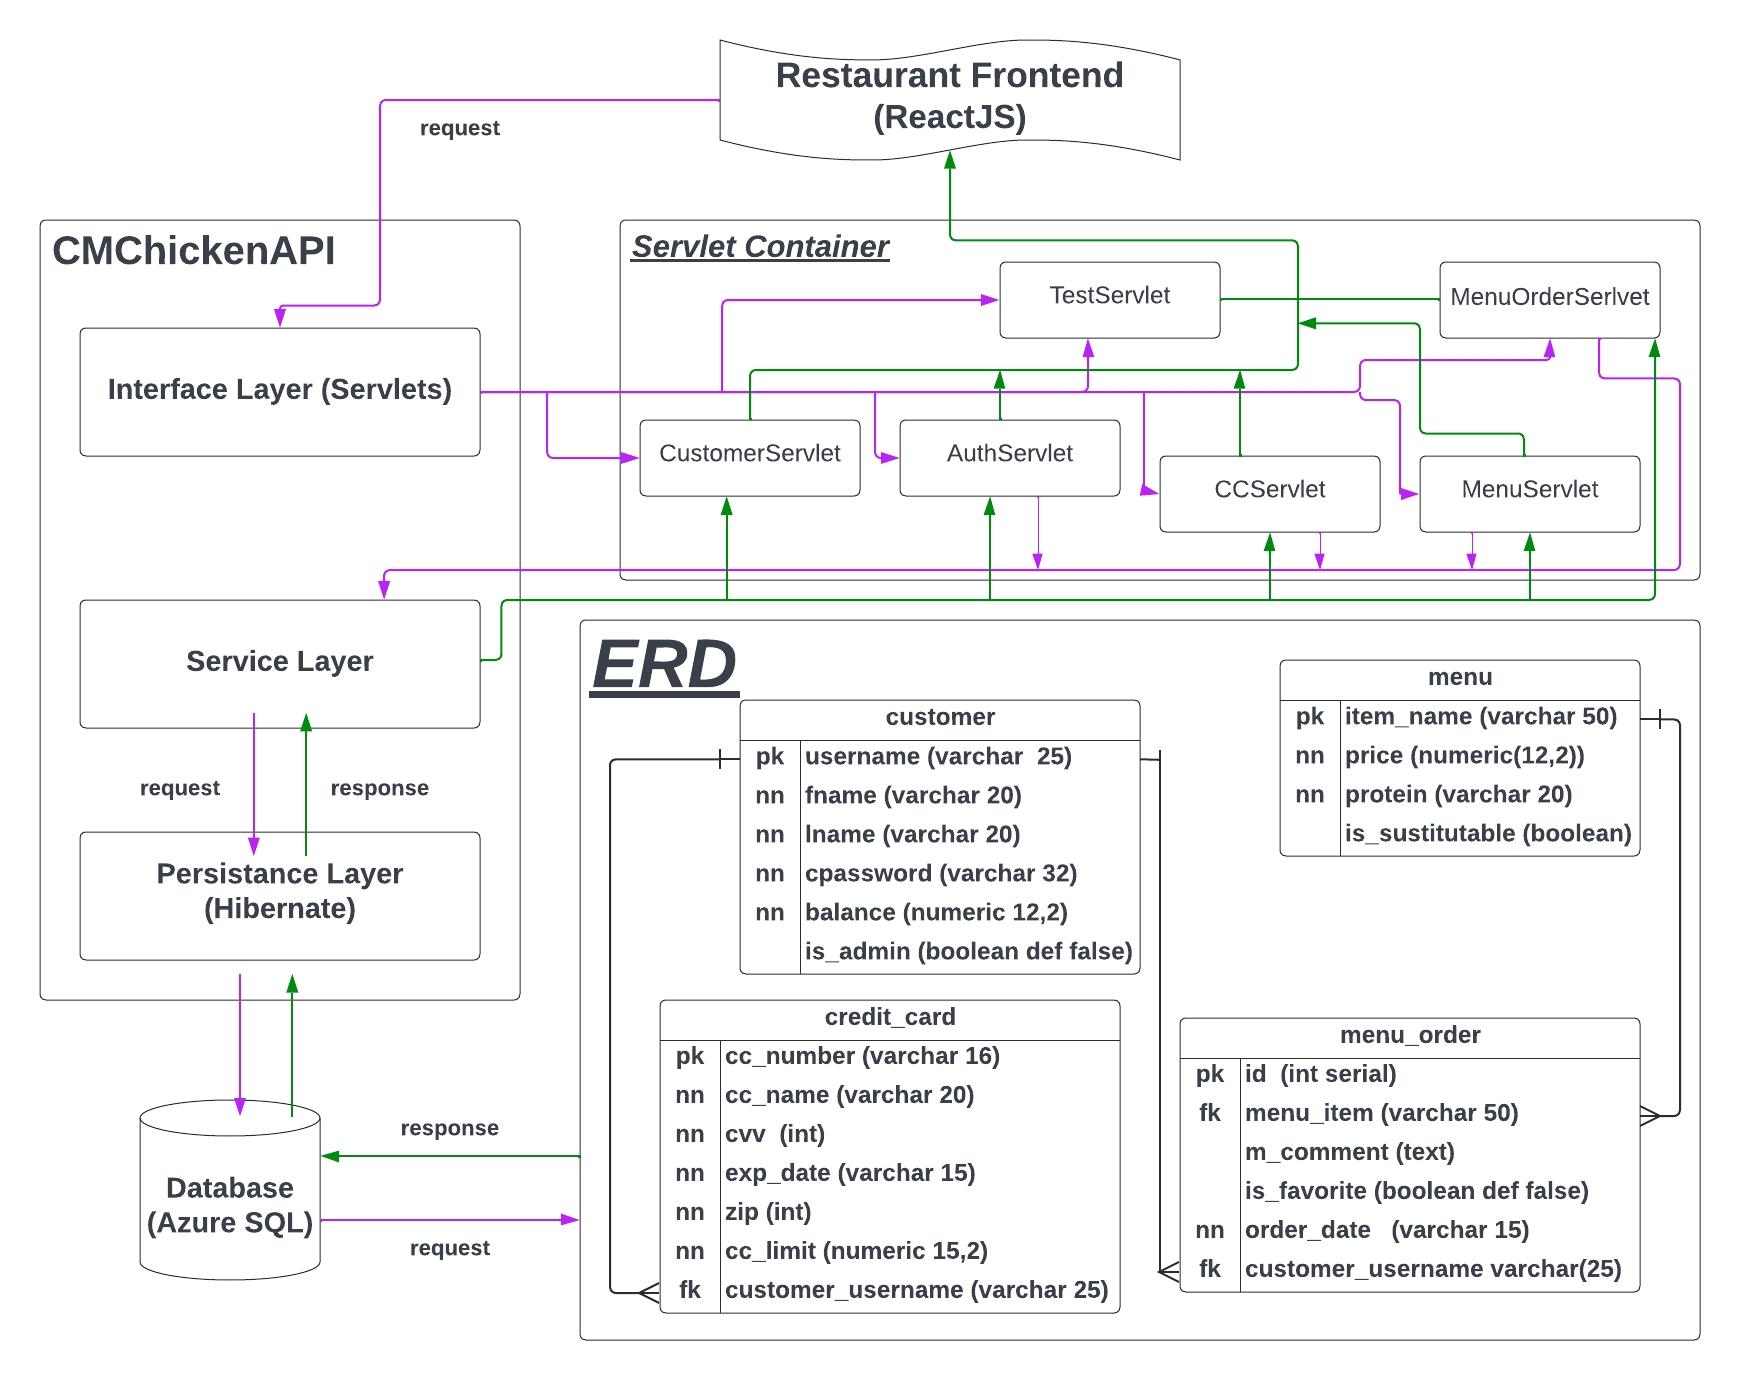 Restaurant Frontend
(ReactJS)
request
CMChickenAPI
Interface Layer (Servlets)
Servlet Container
TestServlet
MenuOrderSerlvet
CustomerServlet
AuthServlet
CCServlet
MenuServlet
Service Layer
request
response
Persistance Layer
(Hibernate)
Database
(Azure SQL)
response
request
ERD
customer
pk username (varchar  25)
nn fname (varchar 20)
nn lname (varchar 20)
nn cpassword (varchar 32)
nn balance (numeric 12,2)
is_admin (boolean def false)
menu
pk item_name (varchar 50)
nn price (numeric(12,2))
nn protein (varchar 20)
is_sustitutable (boolean)
credit_card
pk cc_number (varchar 16)
nn cc_name (varchar 20)
nn cvv  (int)
nn exp_date (varchar 15)
nn zip (int)
nn cc_limit (numeric 15,2)
fk customer_username (varchar 25)
menu_order
pk id  (int serial)
fk menu_item (varchar 50)
m_comment (text)
is_favorite (boolean def false)
nn order_date   (varchar 15)
fk customer_username varchar(25)